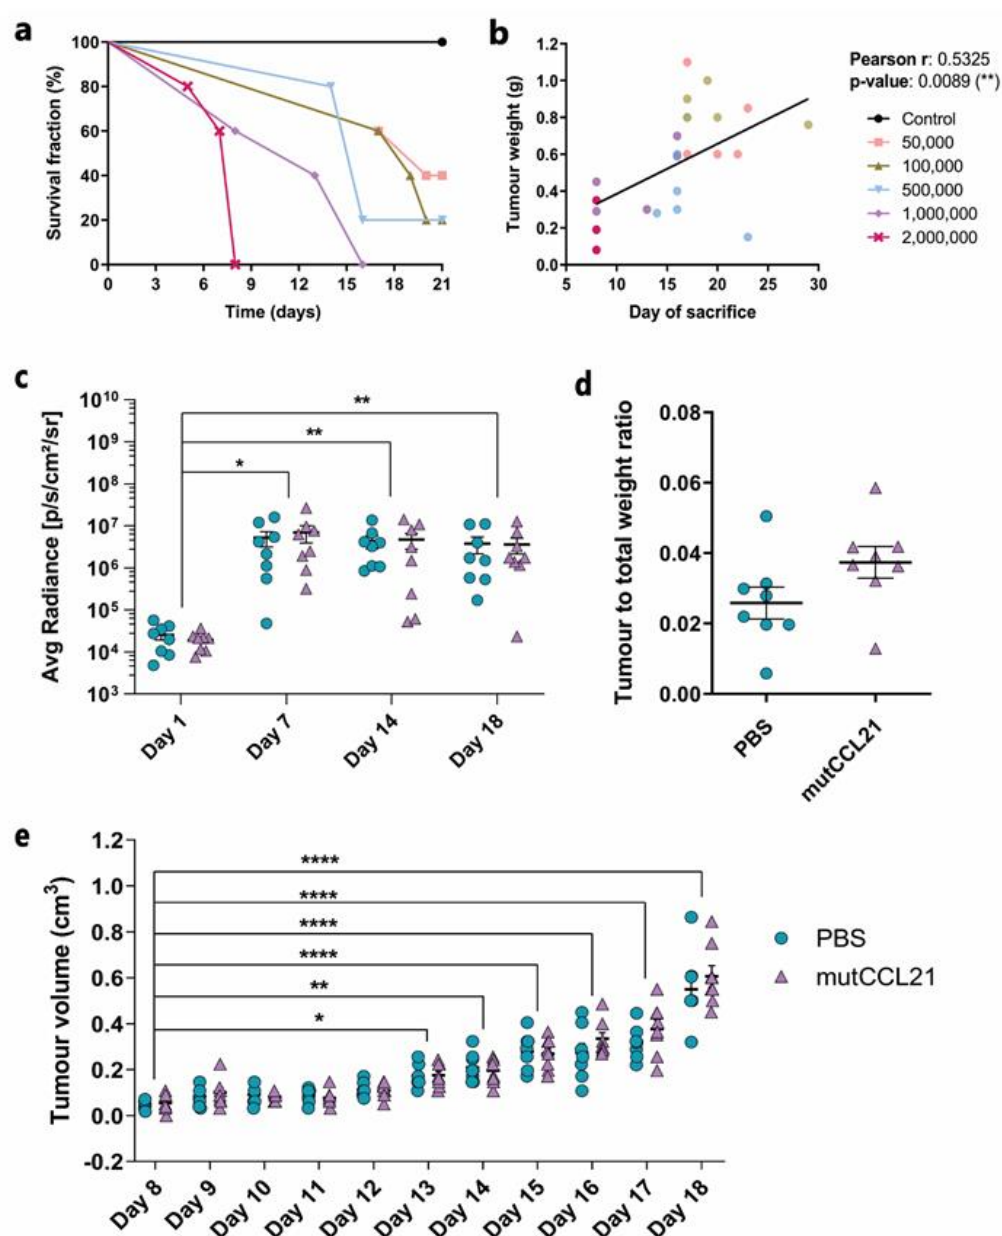 a
100
80
60
40
20
0
Survival fraction (%)
0 3 6 9 12 15 18 21
Time (days)
b
1.2
1.0
0.8
0.6
0.4
0.2
0.0
Tumour weight (g)
5 10 15 20 25 30
Day of sacrifice
Pearson r: 0.5325
p-value: 0.0089 (**)
Control
50,000
100,000
500,000
1,000,000
2,000,000
c
10¹⁰
10⁹
10⁸
10⁷
10⁶
10⁵
10⁴
10³
Avg Radiance [p/s/cm²/sr]
**
**
*
Day 1 Day 7 Day 14 Day 18
d
0.08
0.06
0.04
0.02
0.00
Tumour to total weight ratio
PBS mutCCL21
e
1.2
1.0
0.8
0.6
0.4
0.2
0.0
-0.2
Tumour volume (cm³)
****
****
****
****
**
*
Day 8 Day 9 Day 10 Day 11 Day 12 Day 13 Day 14 Day 15 Day 16 Day 17 Day 18
PBS
mutCCL21